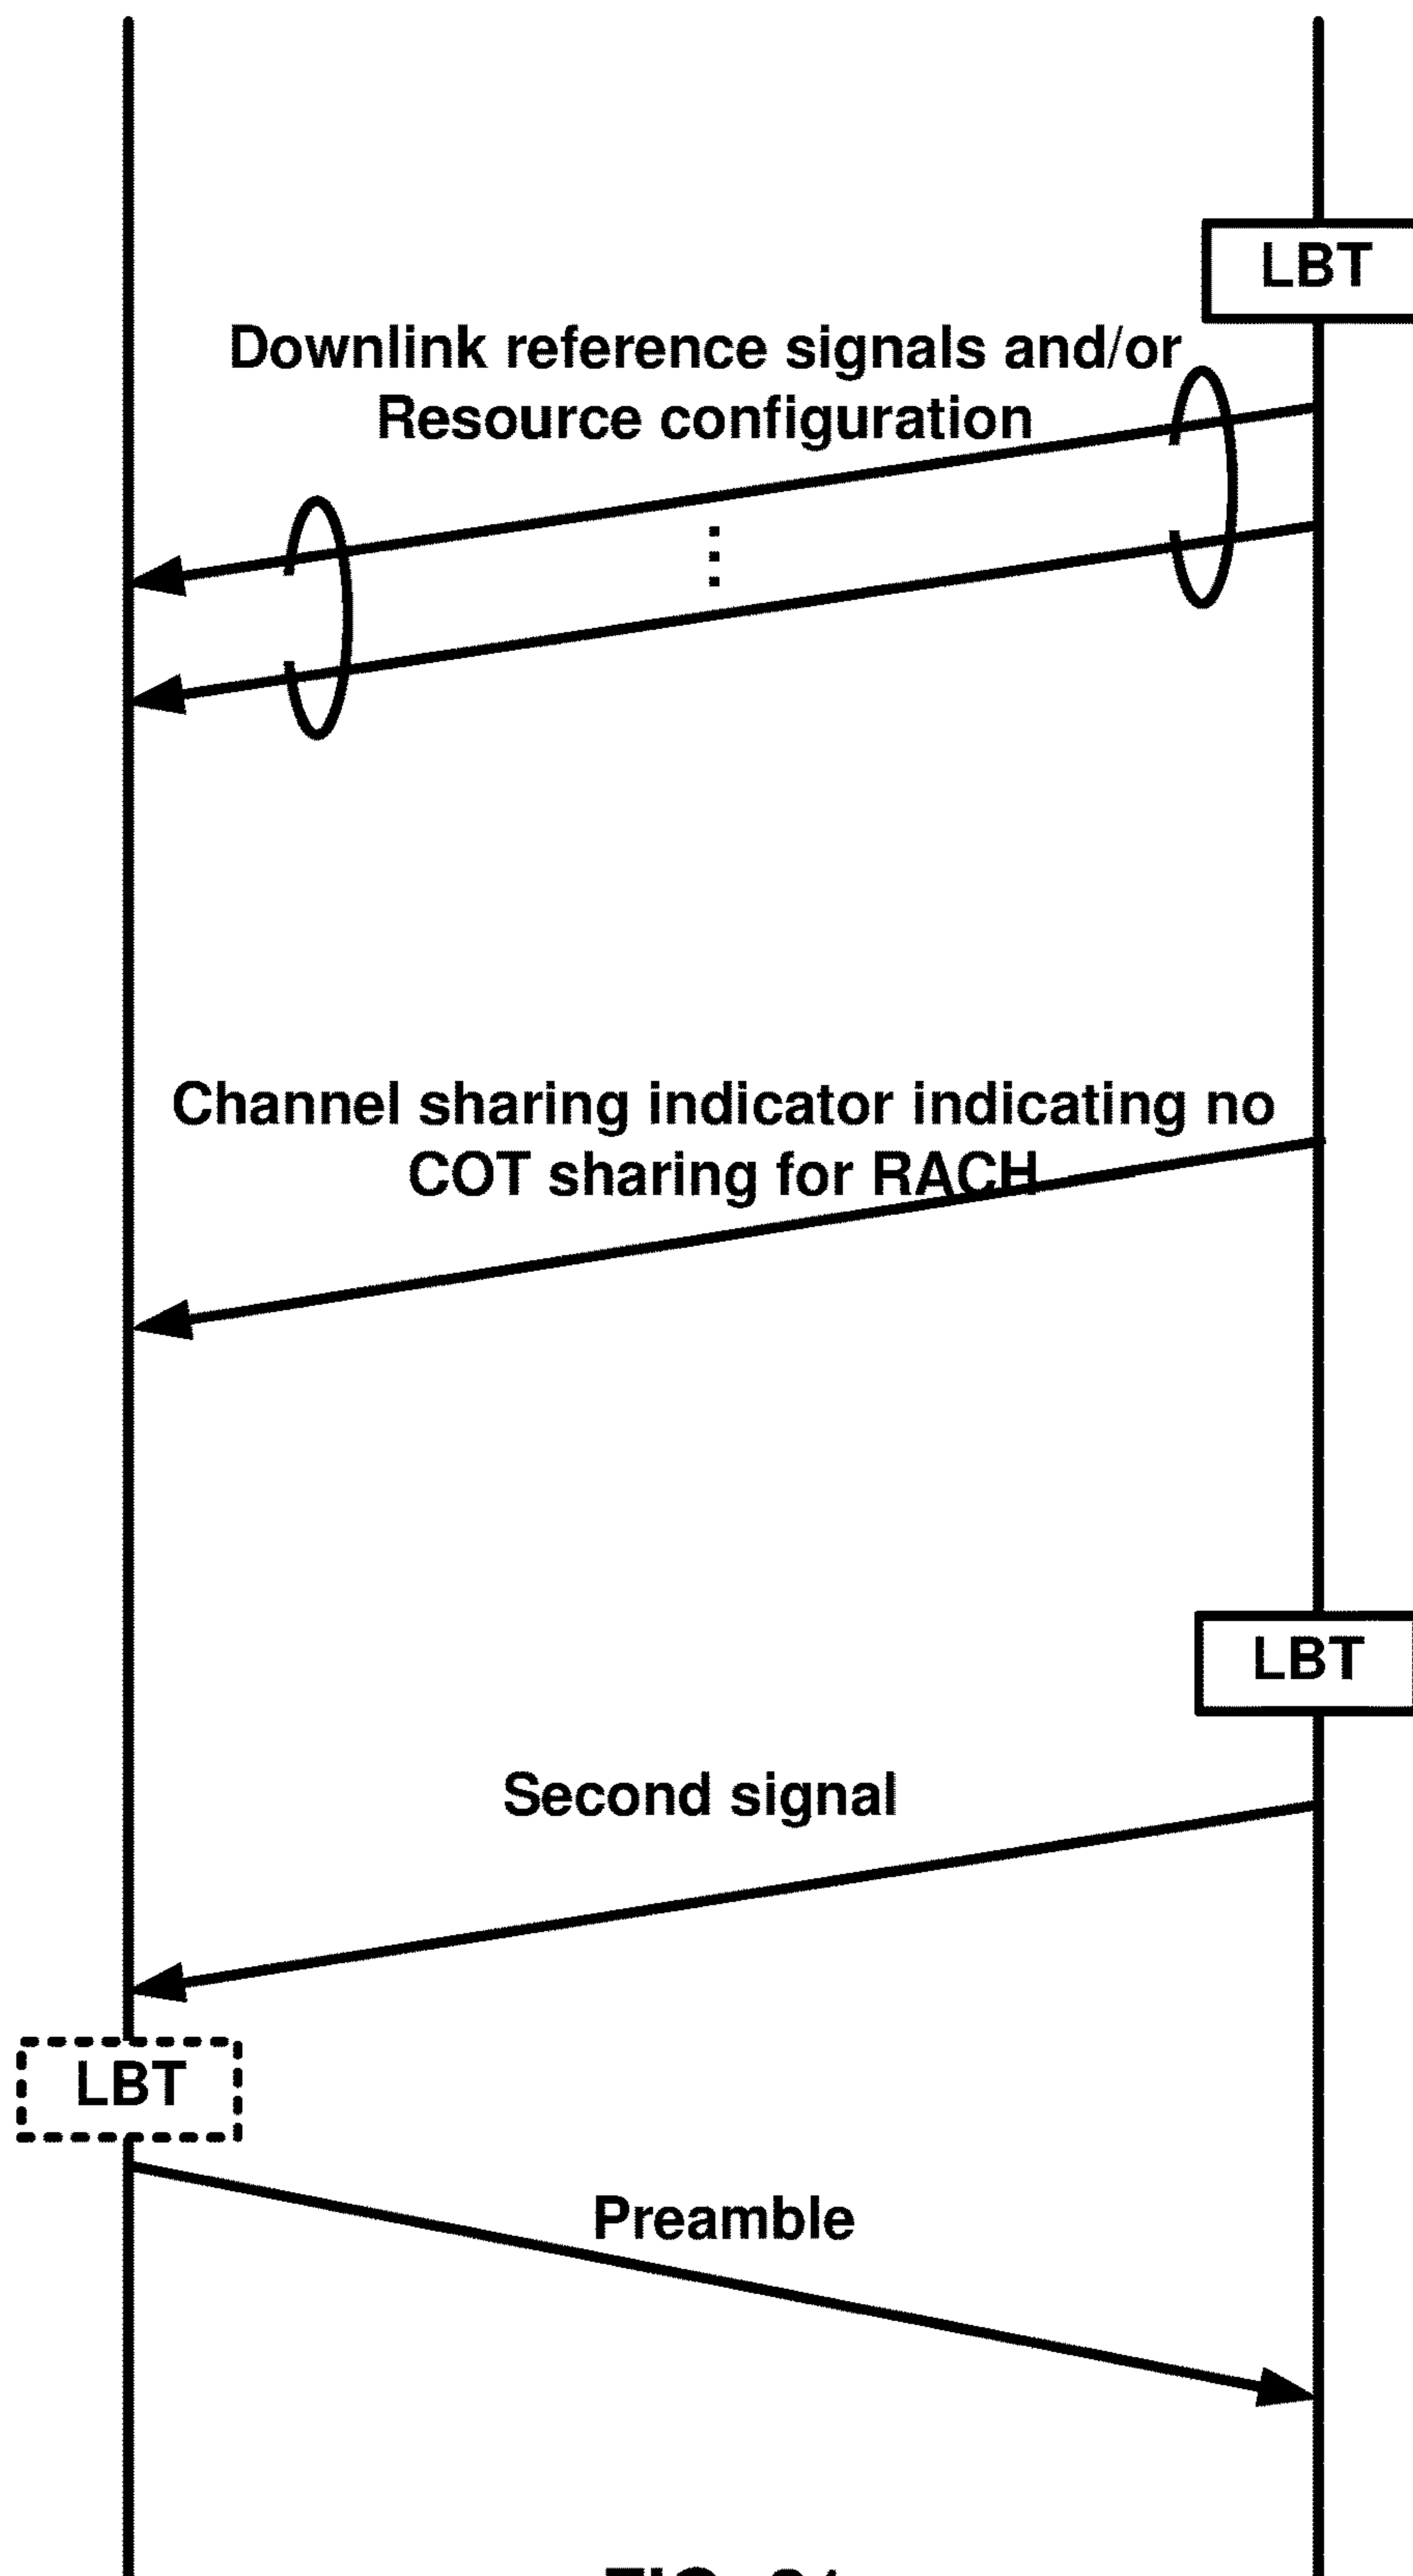 LBT
Downlink reference signals and/or
Resource configuration
Channel sharing indicator indicating no
COT sharing for RACH
LBT
Second signal
LBT
Preamble